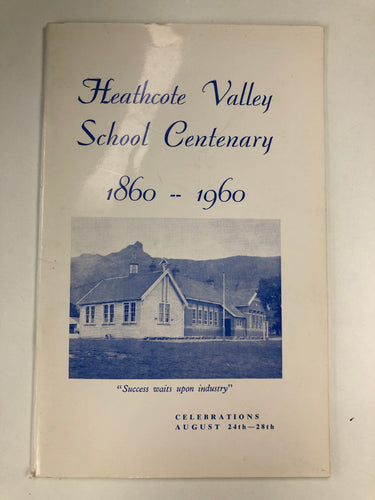 Heathcote Valley
School Centenary
1860 -- 1960
"Success waits upon industry"
CELEBRATIONS
AUGUST 24th—28th